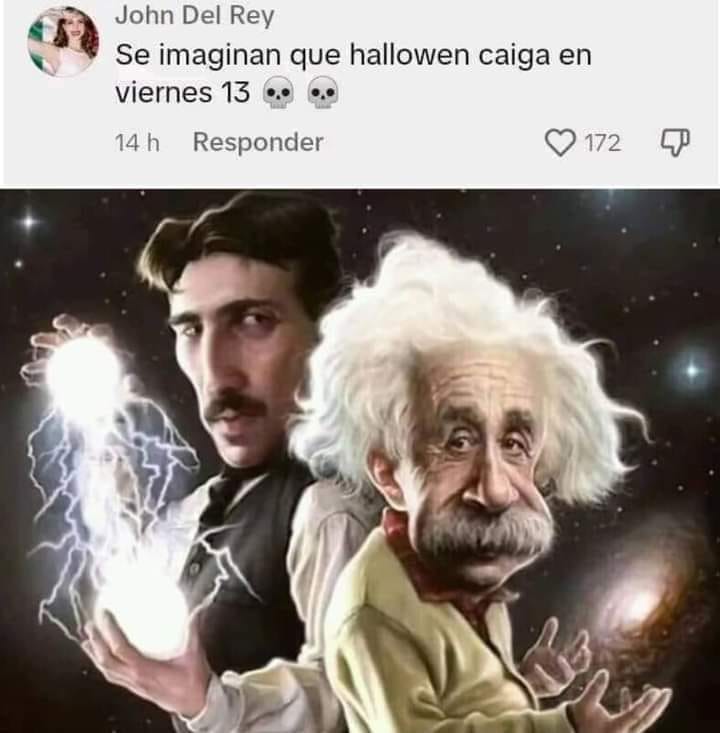 John Del Rey
Se imaginan que hallowen caiga en
viernes 13 💀 💀
14 h Responder 172